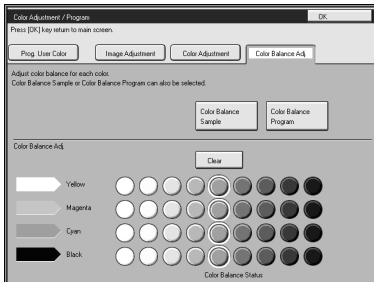 Color Adjustment / Program
OK
Press [OK] key return to main screen.
Prog. User Color
Image Adjustment
Color Adjustment
Color Balance Adj.
Adjust color balance for each color.
Color Balance Sample or Color Balance Program can also be selected.
Color Balance
Sample
Color Balance
Program
Color Balance Adj.
Clear
Yellow
Magenta
Cyan
Black
Color Balance Status